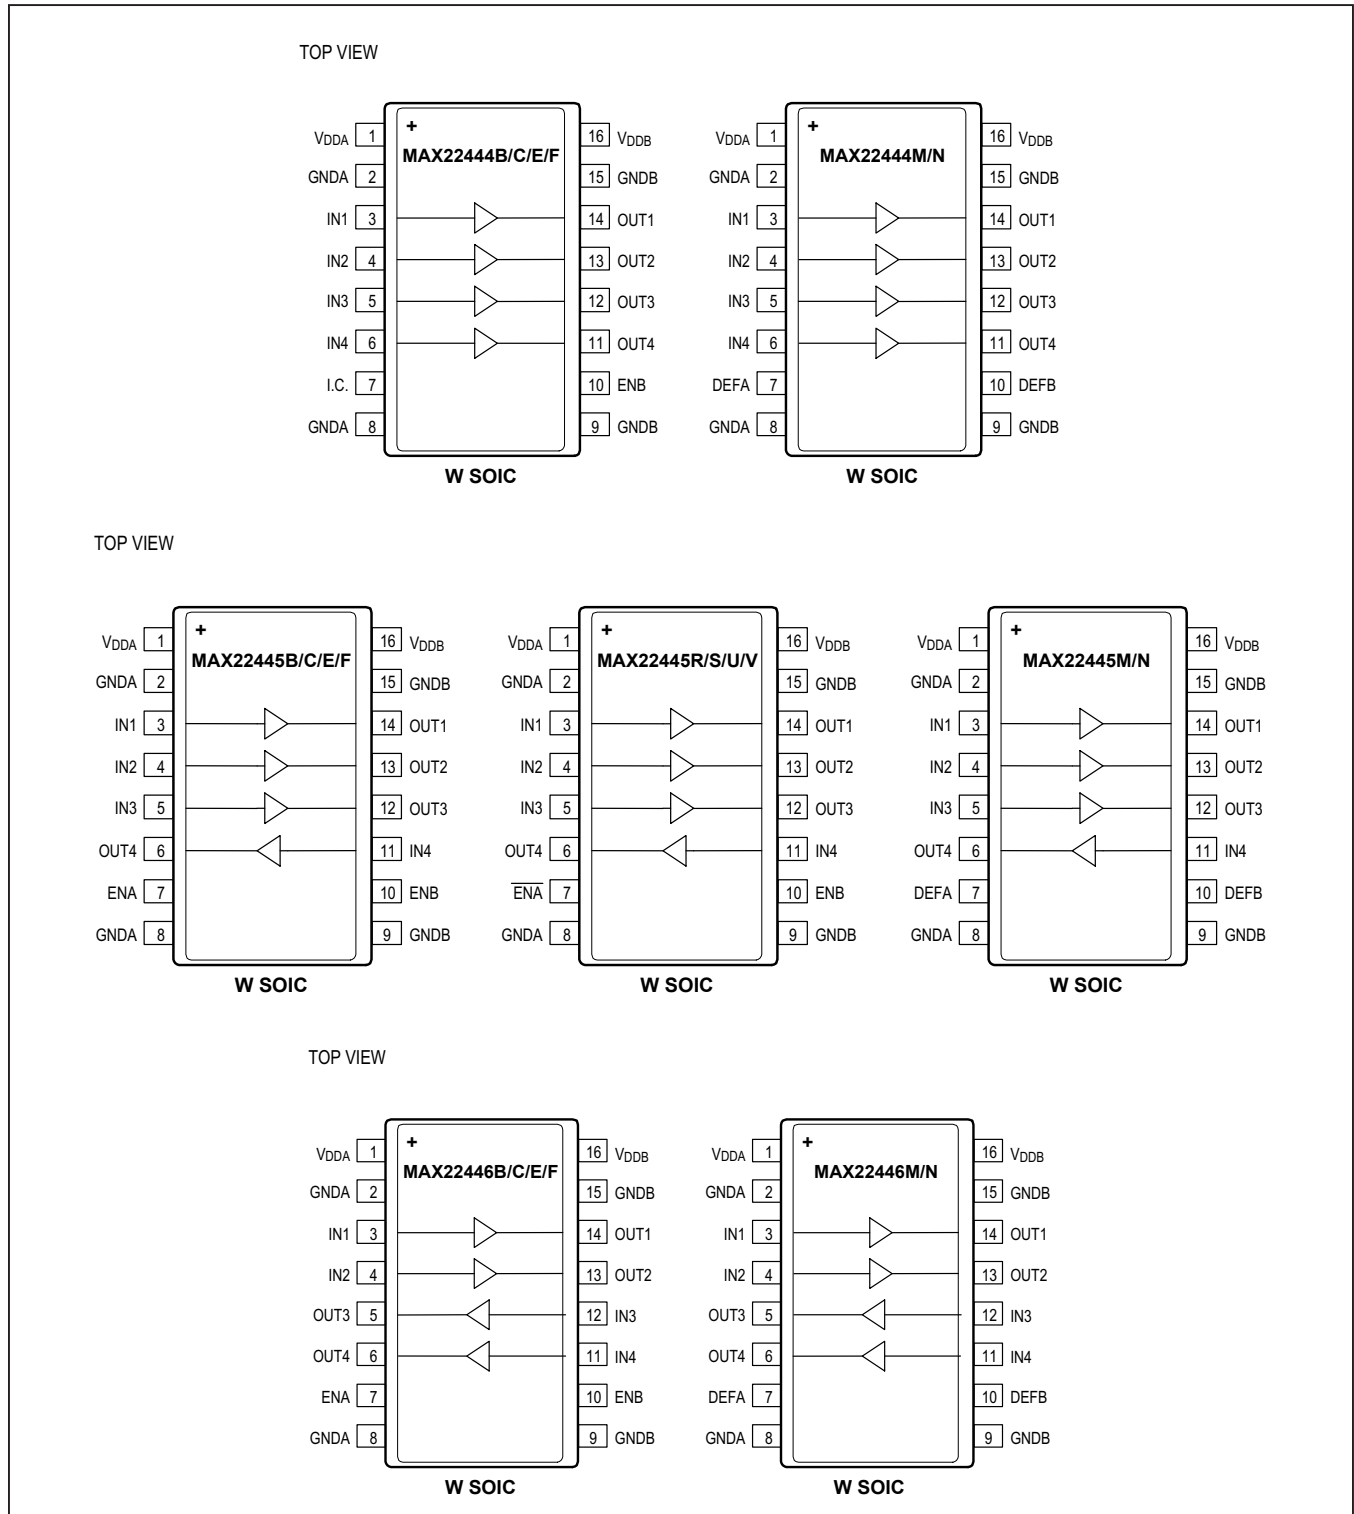 TOP VIEW
+ +
MAX22444B/C/E/F MAX22444M/N
VDDA 1 16 VDDB VDDA 1 16 VDDB
GNDA 2 15 GNDB GNDA 2 15 GNDB
IN1 3 14 OUT1 IN1 3 14 OUT1
IN2 4 13 OUT2 IN2 4 13 OUT2
IN3 5 12 OUT3 IN3 5 12 OUT3
IN4 6 11 OUT4 IN4 6 11 OUT4
I.C. 7 10 ENB DEFA 7 10 DEFB
GNDA 8 9 GNDB GNDA 8 9 GNDB
W SOIC W SOIC
TOP VIEW
+ + +
MAX22445B/C/E/F MAX22445R/S/U/V MAX22445M/N
VDDA 1 16 VDDB VDDA 1 16 VDDB VDDA 1 16 VDDB
GNDA 2 15 GNDB GNDA 2 15 GNDB GNDA 2 15 GNDB
IN1 3 14 OUT1 IN1 3 14 OUT1 IN1 3 14 OUT1
IN2 4 13 OUT2 IN2 4 13 OUT2 IN2 4 13 OUT2
IN3 5 12 OUT3 IN3 5 12 OUT3 IN3 5 12 OUT3
OUT4 6 11 IN4 OUT4 6 11 IN4 OUT4 6 11 IN4
ENA 7 10 ENB E̅N̅A̅ 7 10 ENB DEFA 7 10 DEFB
GNDA 8 9 GNDB GNDA 8 9 GNDB GNDA 8 9 GNDB
W SOIC W SOIC W SOIC
TOP VIEW
+ +
MAX22446B/C/E/F MAX22446M/N
VDDA 1 16 VDDB VDDA 1 16 VDDB
GNDA 2 15 GNDB GNDA 2 15 GNDB
IN1 3 14 OUT1 IN1 3 14 OUT1
IN2 4 13 OUT2 IN2 4 13 OUT2
OUT3 5 12 IN3 OUT3 5 12 IN3
OUT4 6 11 IN4 OUT4 6 11 IN4
ENA 7 10 ENB DEFA 7 10 DEFB
GNDA 8 9 GNDB GNDA 8 9 GNDB
W SOIC W SOIC